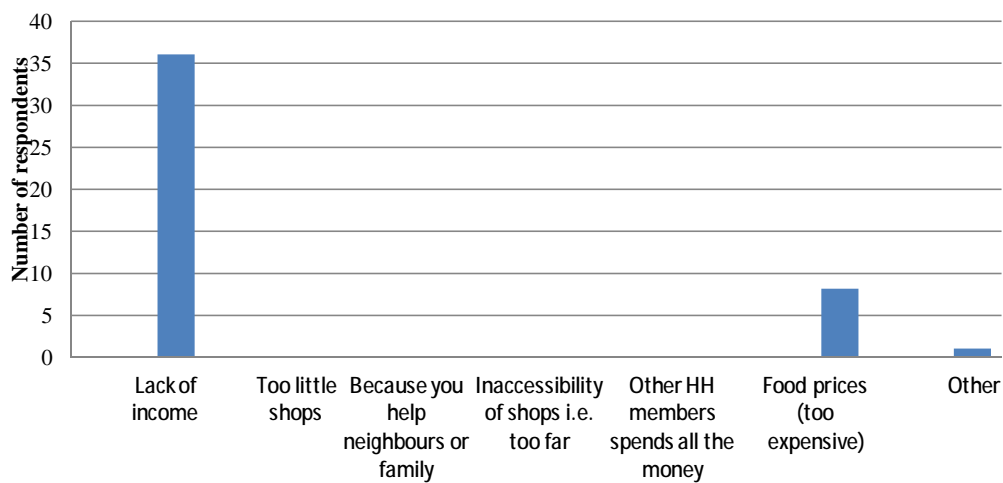 Number of respondents
40
35
30
25
20
15
10
5
0
Lack of
income
Too little
shops
Because you
help
neighbours or
family
Inaccessibility
of shops i.e.
too far
Other HH
members
spends all the
money
Food prices
(too
expensive)
Other